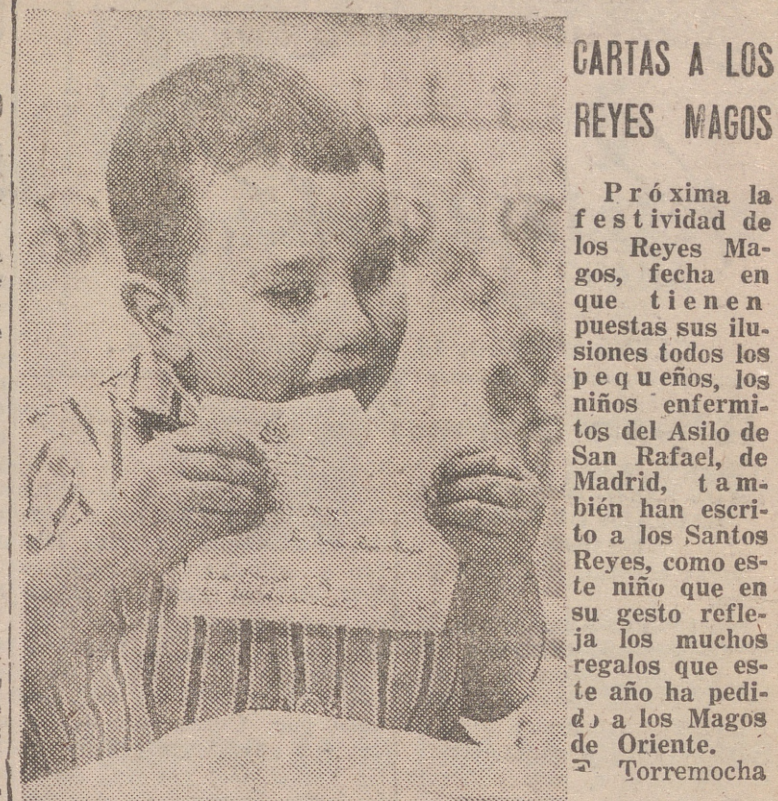 CARTAS A LOS
REYES MAGOS
Próxima la
festividad de
los Reyes Ma-
gos, fecha en
que tienen
puestas sus ilu-
siones todos los
pequeños, los
niños enfermi-
tos del Asilo de
San Rafael, de
Madrid, tam-
bién han escri-
to a los Santos
Reyes, como es-
te niño que en
su gesto refle-
ja los muchos
regalos que es-
te año ha pedi-
do a los Magos
de Oriente.
Torremocha